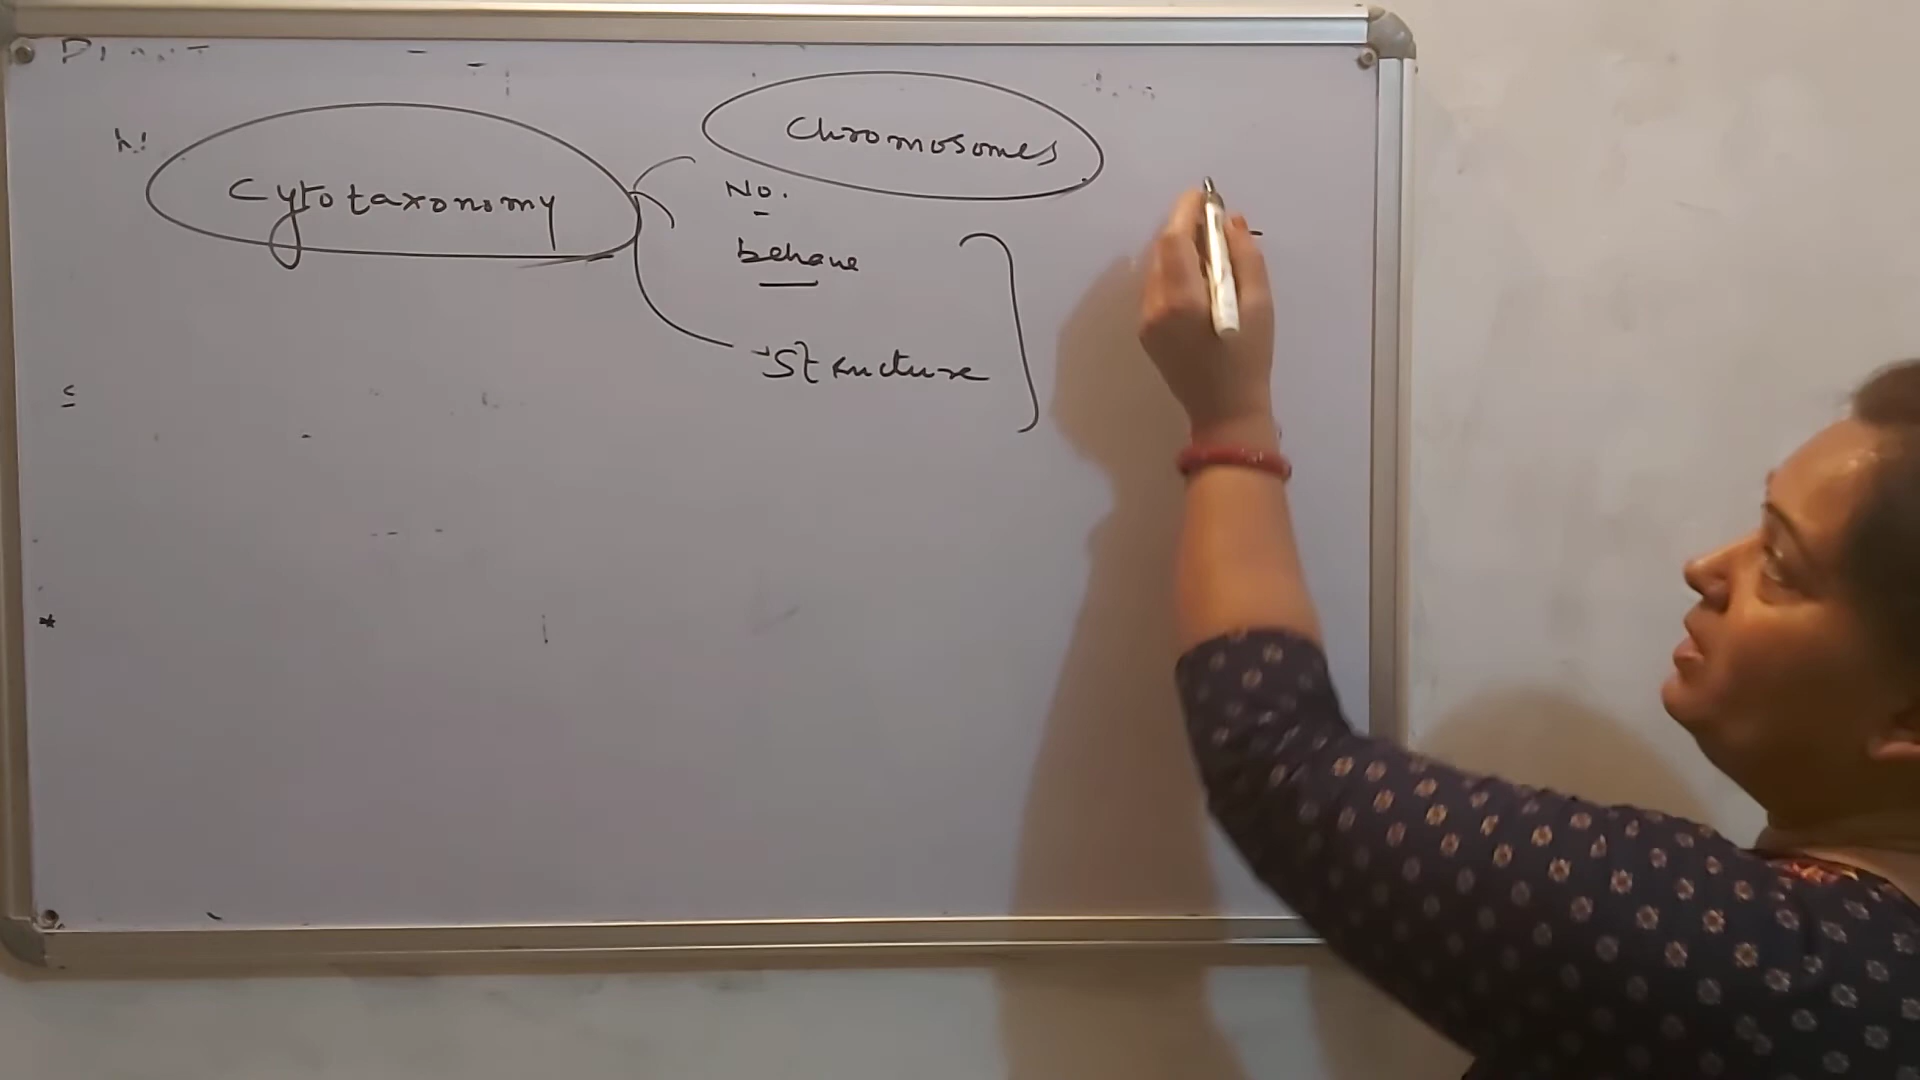 Chromosomes
Cytotaxonomy
No.
behave
Structure